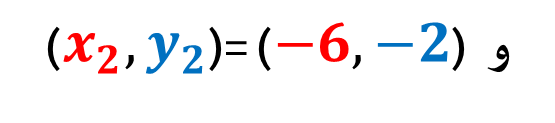 (x₂, y₂)=(−6, −2) و